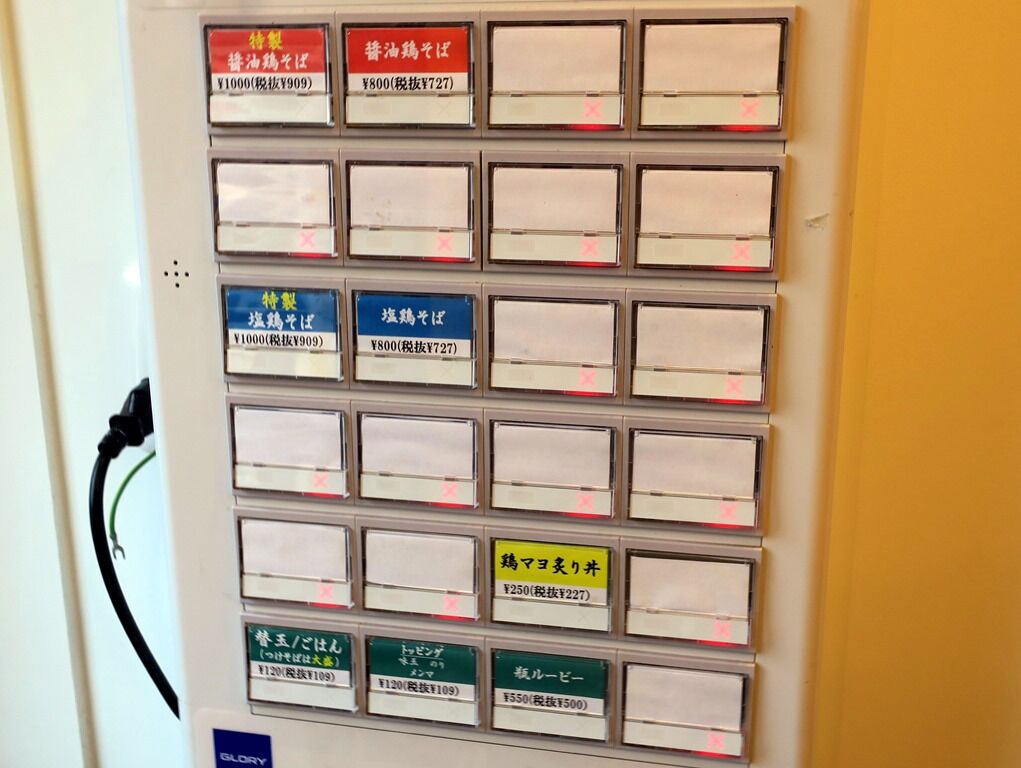 特製
醤油鶏そば
¥1000(税抜¥909)
醤油鶏そば
¥800(税抜¥727)
特製
塩鶏そば
¥1000(税抜¥909)
塩鶏そば
¥800(税抜¥727)
鶏マヨ炙り丼
¥250(税抜¥227)
替玉/ごはん
(つけそばは大盛)
¥120(税抜¥109)
トッピング
味玉 のり
メンマ
¥120(税抜¥109)
瓶ルービー
¥550(税抜¥500)
GLORY